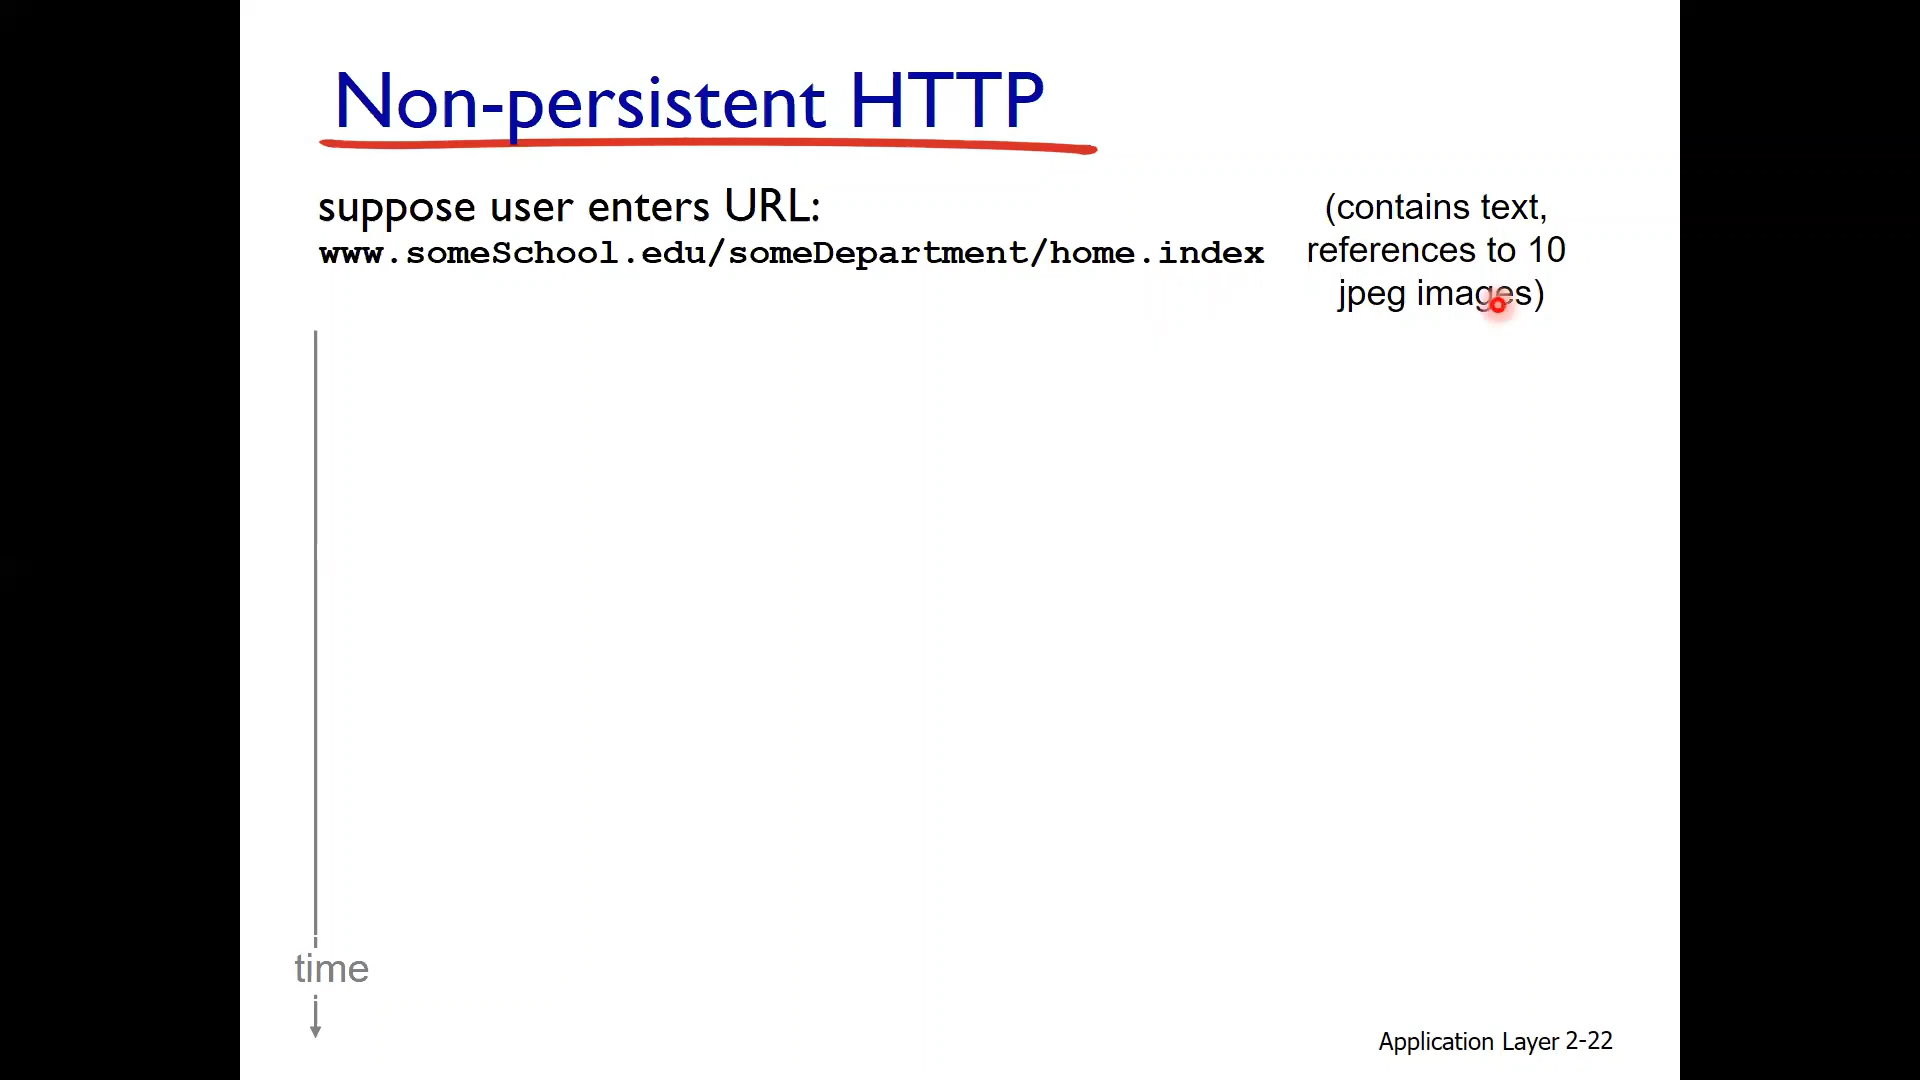 Non-persistent HTTP
suppose user enters URL:
www.someSchool.edu/someDepartment/home.index
(contains text,
references to 10
jpeg images)
time
Application Layer 2-22